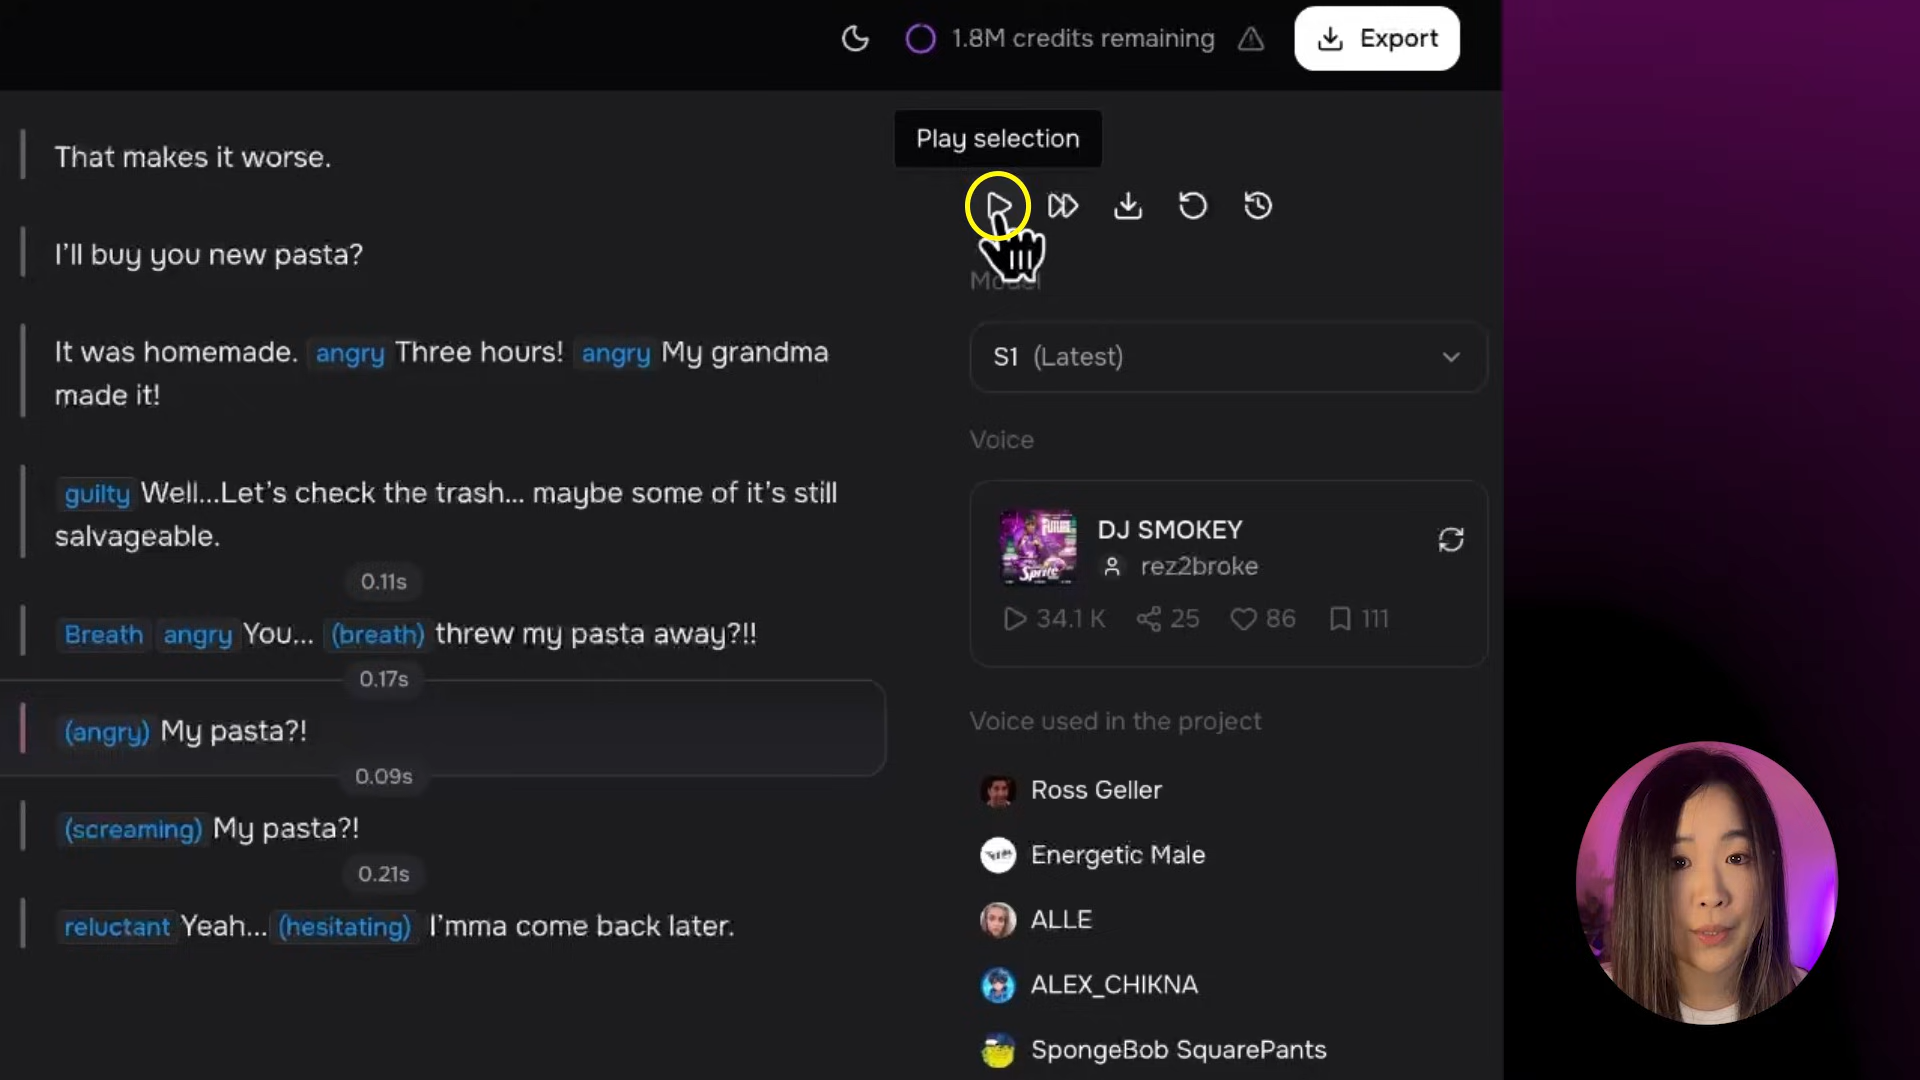 1.8M credits remaining
Export
That makes it worse.
I'll buy you new pasta?
It was homemade. angry Three hours! angry My grandma
made it!
guilty Well...Let's check the trash... maybe some of it's still
salvageable.
0.11s
Breath angry You... (breath) threw my pasta away?!!
0.17s
(angry) My pasta?!
0.09s
(screaming) My pasta?!
0.21s
reluctant Yeah... (hesitating) I'mma come back later.
Play selection
Model
S1 (Latest)
Voice
FUTURE
Sprite
DJ SMOKEY
rez2broke
34.1 K 25 86 111
Voice used in the project
Ross Geller
Energetic Male
ALLE
ALEX_CHIKNA
SpongeBob SquarePants